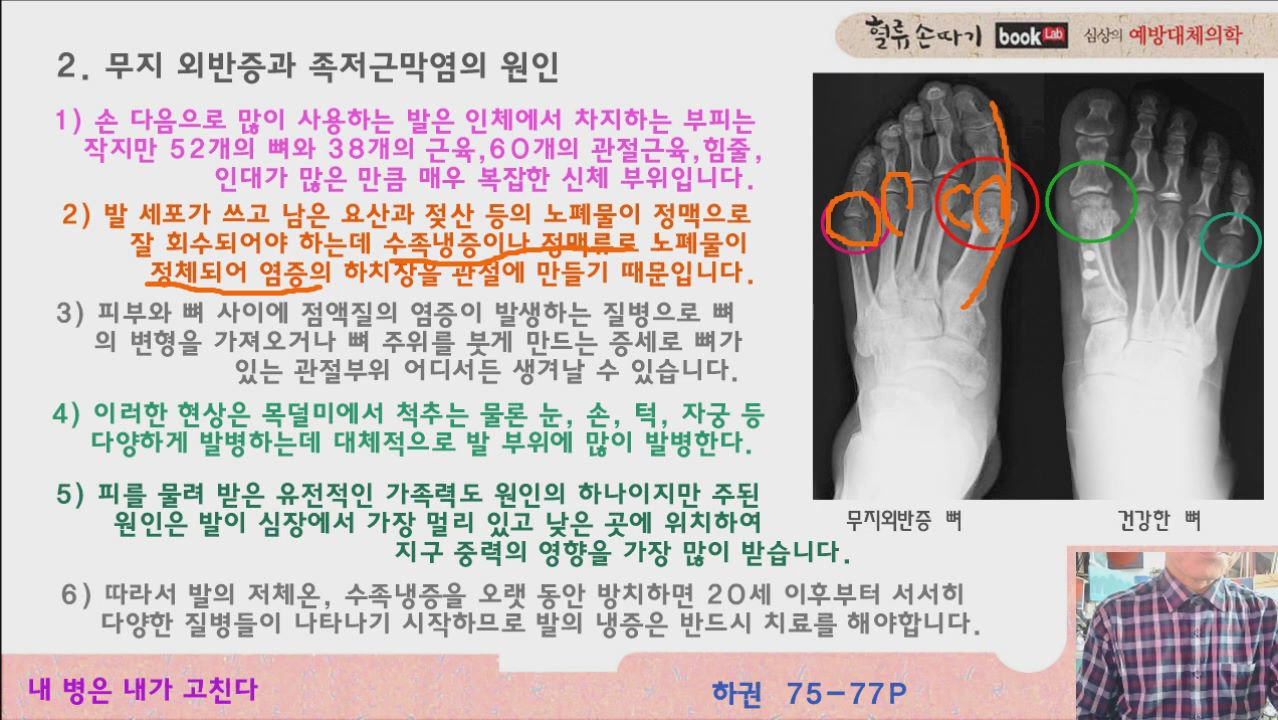 혈류 손따기 book Lab 심상의 예방대체의학
2. 무지 외반증과 족저근막염의 원인
1) 손 다음으로 많이 사용하는 발은 인체에서 차지하는 부피는
작지만 52개의 뼈와 38개의 근육,60개의 관절근육,힘줄,
인대가 많은 만큼 매우 복잡한 신체 부위입니다.
2) 발 세포가 쓰고 남은 요산과 젖산 등의 노폐물이 정맥으로
잘 회수되어야 하는데 수족냉증이나 정맥류로 노폐물이
정체되어 염증의 하치장을 관절에 만들기 때문입니다.
3) 피부와 뼈 사이에 점액질의 염증이 발생하는 질병으로 뼈
의 변형을 가져오거나 뼈 주위를 붓게 만드는 증세로 뼈가
있는 관절부위 어디서든 생겨날 수 있습니다.
4) 이러한 현상은 목덜미에서 척추는 물론 눈, 손, 턱, 자궁 등
다양하게 발병하는데 대체적으로 발 부위에 많이 발병한다.
5) 피를 물려 받은 유전적인 가족력도 원인의 하나이지만 주된
원인은 발이 심장에서 가장 멀리 있고 낮은 곳에 위치하여
지구 중력의 영향을 가장 많이 받습니다.
6) 따라서 발의 저체온, 수족냉증을 오랫 동안 방치하면 20세 이후부터 서서히
다양한 질병들이 나타나기 시작하므로 발의 냉증은 반드시 치료를 해야합니다.
무지외반증 뼈
건강한 뼈
내 병은 내가 고친다
하권 75-77P